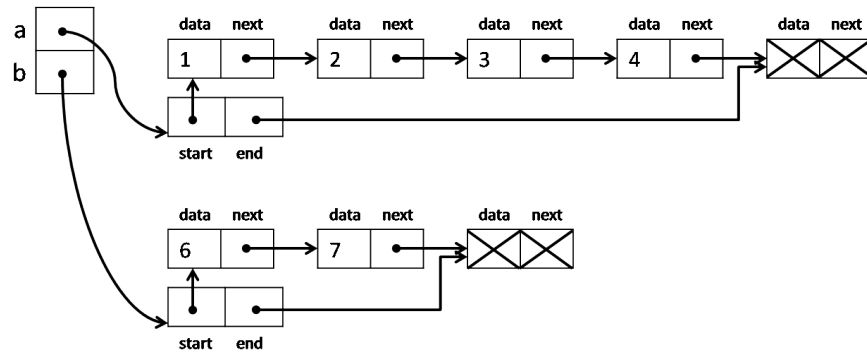 a
data next data next data next data next data next
1 2 3 4
b
start end
data next data next data next
6 7
start end